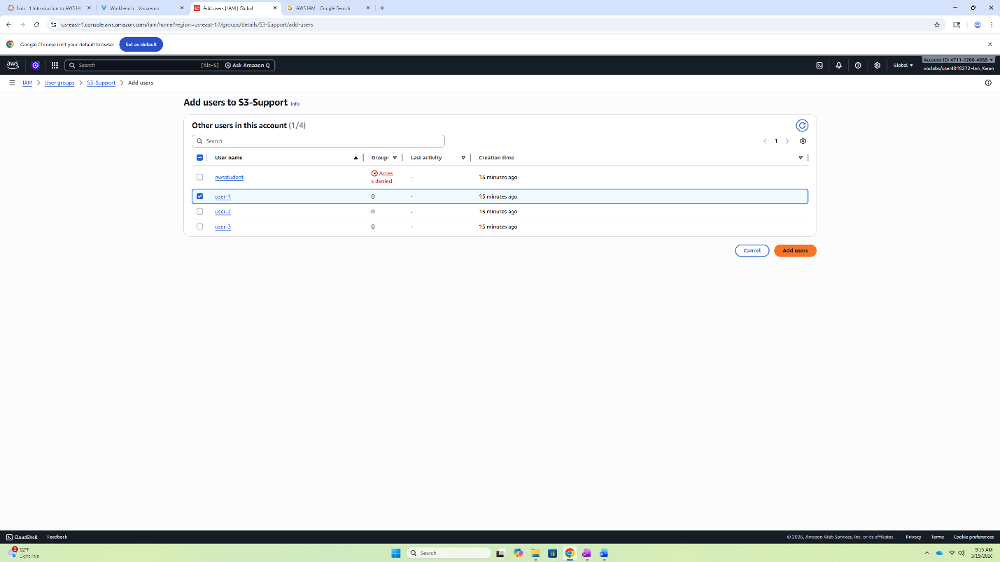 Lab - 1 Introduction to AWS IAM
Workbench - Vocareum
Add users | IAM | Global
AWS IAM - Google Search
us-east-1.console.aws.amazon.com/iam/home?region=us-east-1#/groups/details/S3-Support/add-users
Google Chrome isn't your default browser
Set as default
aws
Search
[Alt+S]
Ask Amazon Q
Global
Account ID: 4711-1260-4688
voclabs/user4919272=Ian_Kwan
IAM
User groups
S3-Support
Add users
Add users to S3-Support Info
Other users in this account (1/4)
Search
1
User name
Groups
Last activity
Creation time
awsstudent
Acces
s denied
-
15 minutes ago
user-1
0
-
15 minutes ago
user-2
0
-
15 minutes ago
user-3
0
-
15 minutes ago
Cancel
Add users
CloudShell
Feedback
© 2026, Amazon Web Services, Inc. or its affiliates.
Privacy
Terms
Cookie preferences
2
52°F
Light rain
Search
9:55 AM
3/19/2026